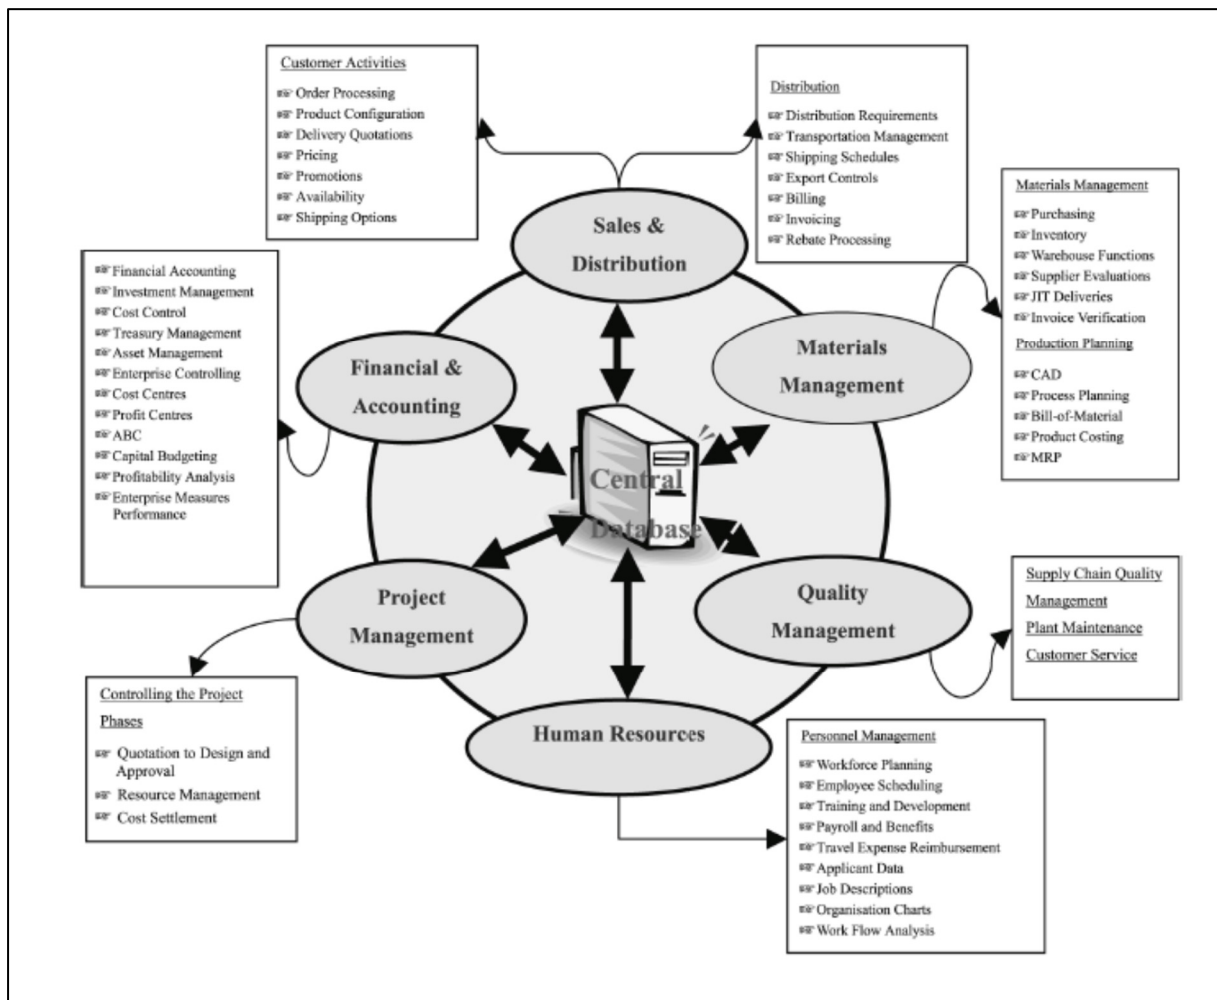 Customer Activities
Order Processing
Product Configuration
Delivery Quotations
Pricing
Promotions
Availability
Shipping Options
Distribution
Distribution Requirements
Transportation Management
Shipping Schedules
Export Controls
Billing
Invoicing
Rebate Processing
Materials Management
Purchasing
Inventory
Warehouse Functions
Supplier Evaluations
JIT Deliveries
Invoice Verification
Production Planning
CAD
Process Planning
Bill-of-Material
Product Costing
MRP
Financial Accounting
Investment Management
Cost Control
Treasury Management
Asset Management
Enterprise Controlling
Cost Centres
Profit Centres
ABC
Capital Budgeting
Profitability Analysis
Enterprise Measures
Performance
Sales &
Distribution
Financial &
Accounting
Materials
Management
Central
Database
Project
Management
Quality
Management
Human Resources
Supply Chain Quality
Management
Plant Maintenance
Customer Service
Controlling the Project
Phases
Quotation to Design and
Approval
Resource Management
Cost Settlement
Personnel Management
Workforce Planning
Employee Scheduling
Training and Development
Payroll and Benefits
Travel Expense Reimbursement
Applicant Data
Job Descriptions
Organisation Charts
Work Flow Analysis